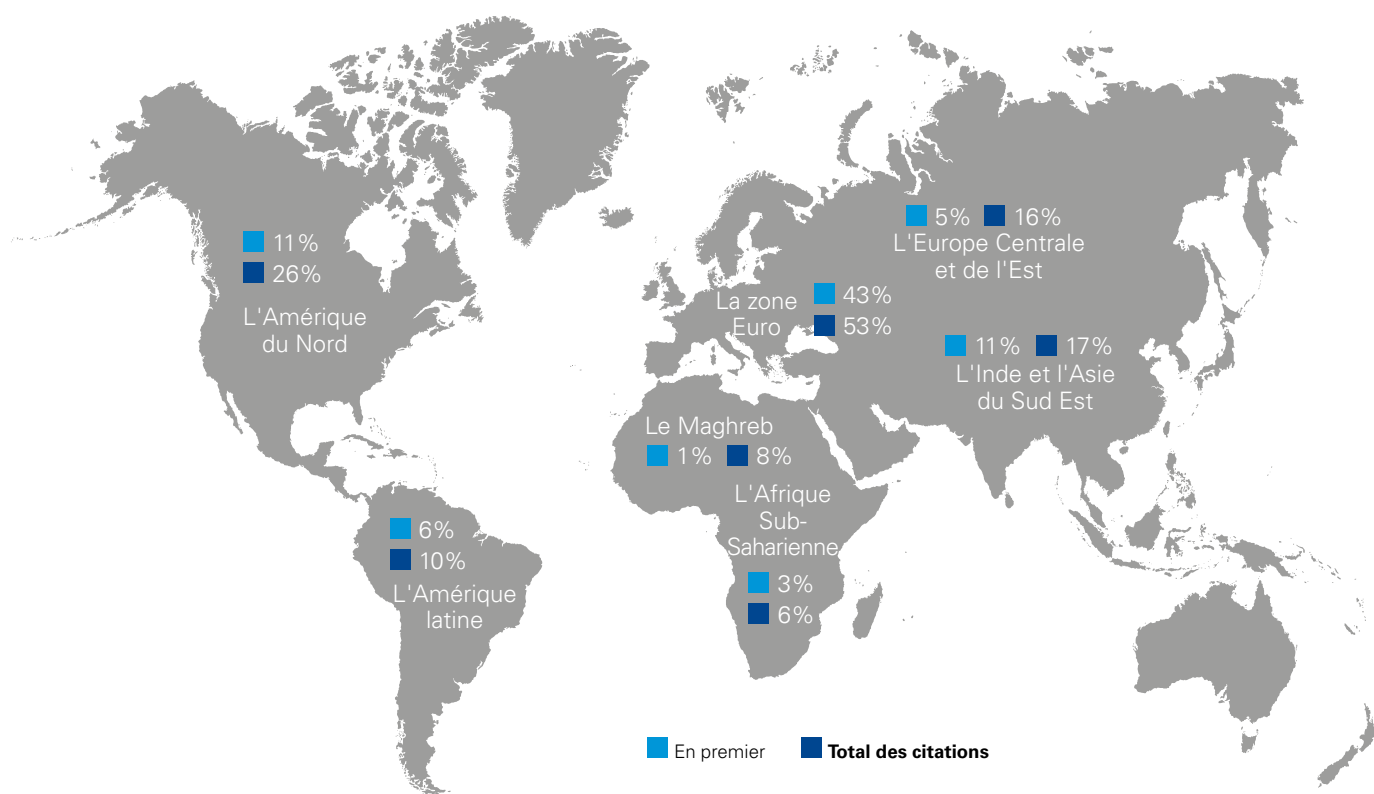 11%
26%
L'Amérique
du Nord
6%
10%
L'Amérique
latine
La zone
Euro
43%
53%
5% 16%
L'Europe Centrale
et de l'Est
11% 17%
L'Inde et l'Asie
du Sud Est
Le Maghreb
1% 8%
L'Afrique
Sub-
Saharienne
3%
6%
En premier Total des citations